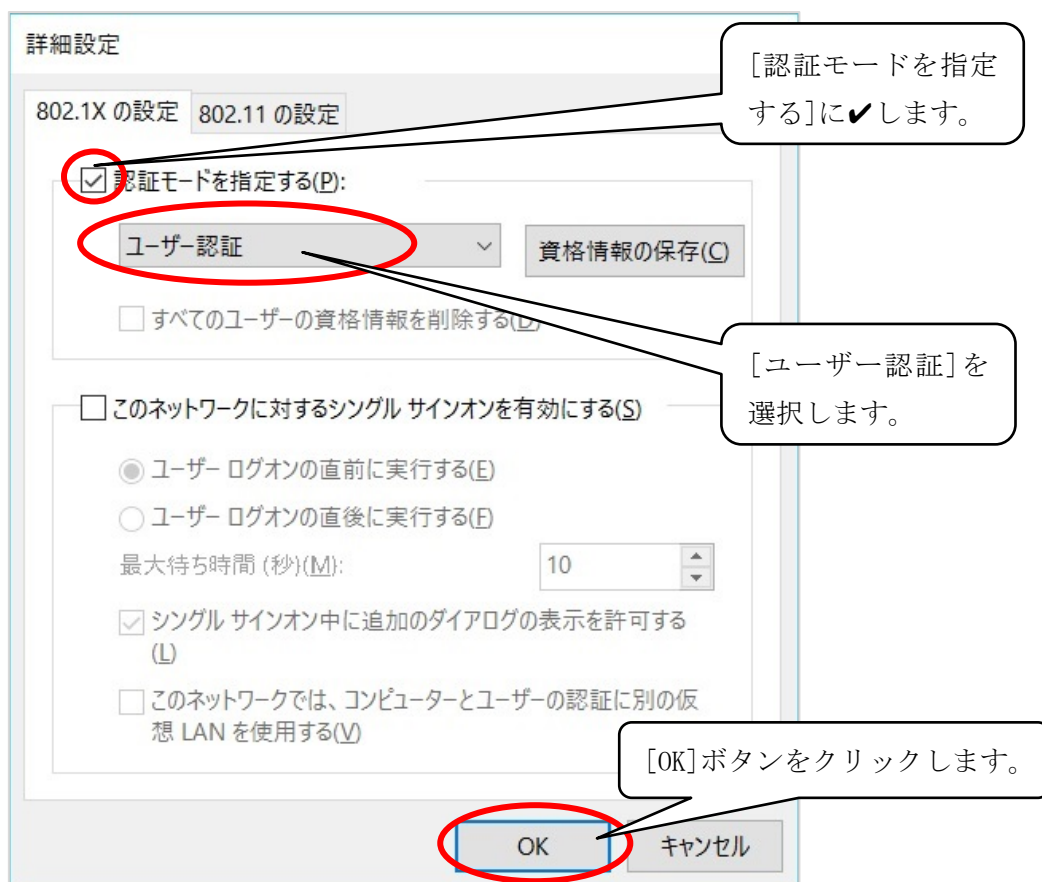 詳細設定
[認証モードを指定
する]に✔します。
802.1X の設定
802.11 の設定
認証モードを指定する(P):
ユーザー認証
資格情報の保存(C)
すべてのユーザーの資格情報を削除する(D)
[ユーザー認証]を
選択します。
このネットワークに対するシングル サインオンを有効にする(S)
ユーザー ログオンの直前に実行する(E)
ユーザー ログオンの直後に実行する(F)
最大待ち時間 (秒)(M):
10
シングル サインオン中に追加のダイアログの表示を許可する
(L)
このネットワークでは、コンピューターとユーザーの認証に別の仮
想 LAN を使用する(V)
[OK]ボタンをクリックします。
OK
キャンセル